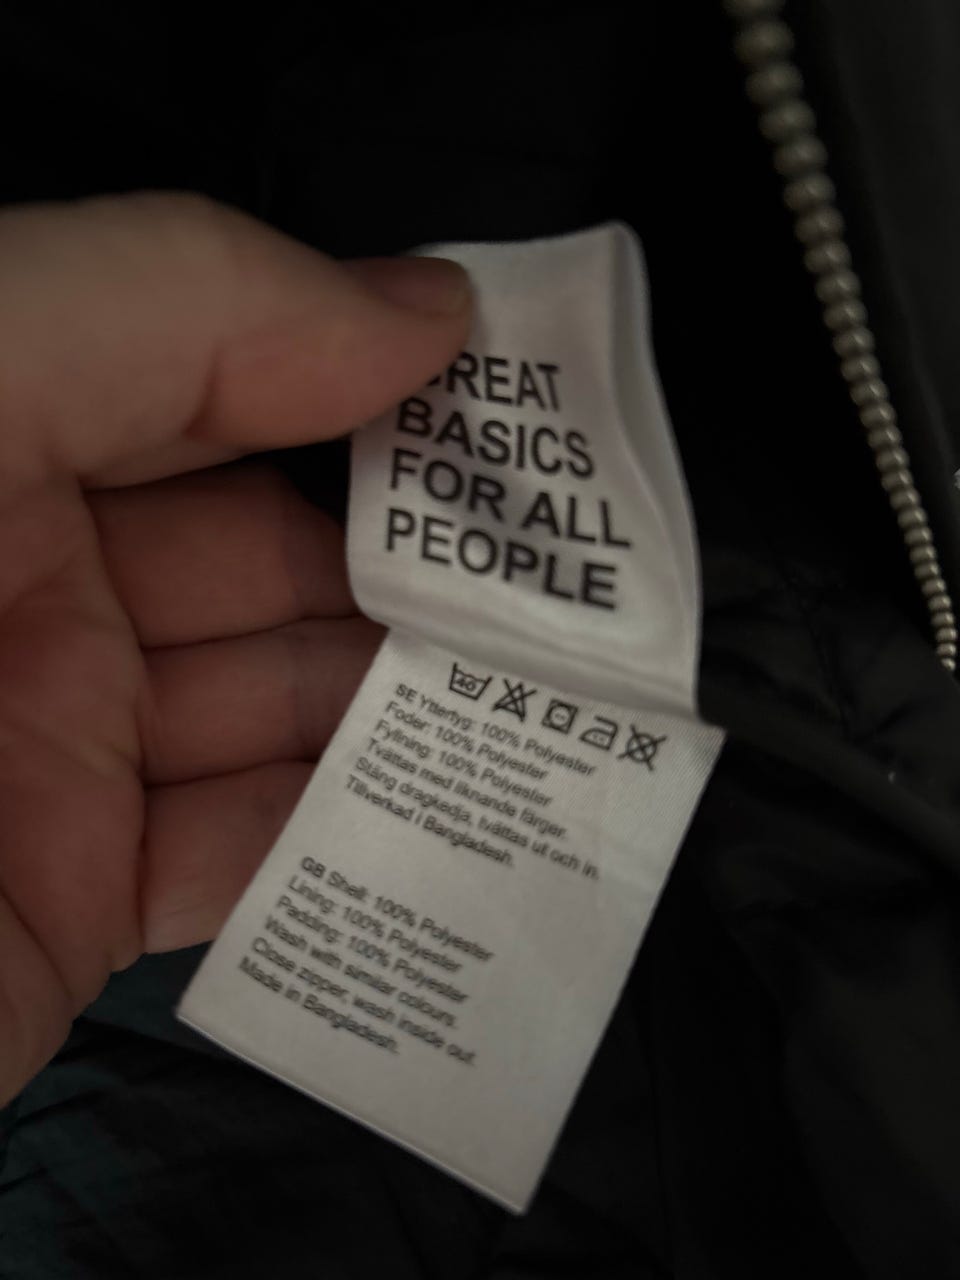 GREAT
BASICS
FOR ALL
PEOPLE
40
SE Yttertyg: 100% Polyester
Foder: 100% Polyester
Fyllning: 100% Polyester
Tvättas med liknande färger.
Stäng dragkedja, tvättas ut och in.
Tillverkad i Bangladesh.
GB Shell: 100% Polyester
Lining: 100% Polyester
Padding: 100% Polyester
Wash with similar colours.
Close zipper, wash inside out.
Made in Bangladesh.